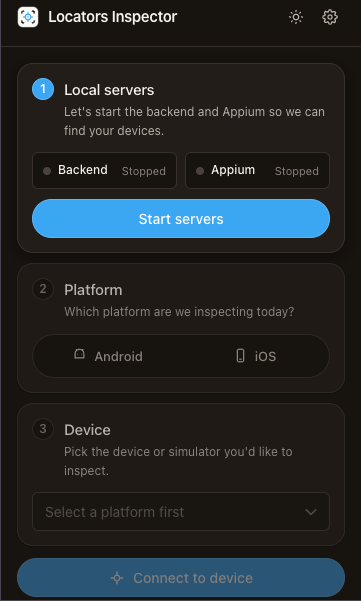 Locators Inspector
1 Local servers
Let's start the backend and Appium so we can
find your devices.
Backend Stopped Appium Stopped
Start servers
2 Platform
Which platform are we inspecting today?
Android iOS
3 Device
Pick the device or simulator you'd like to
inspect.
Select a platform first
Connect to device